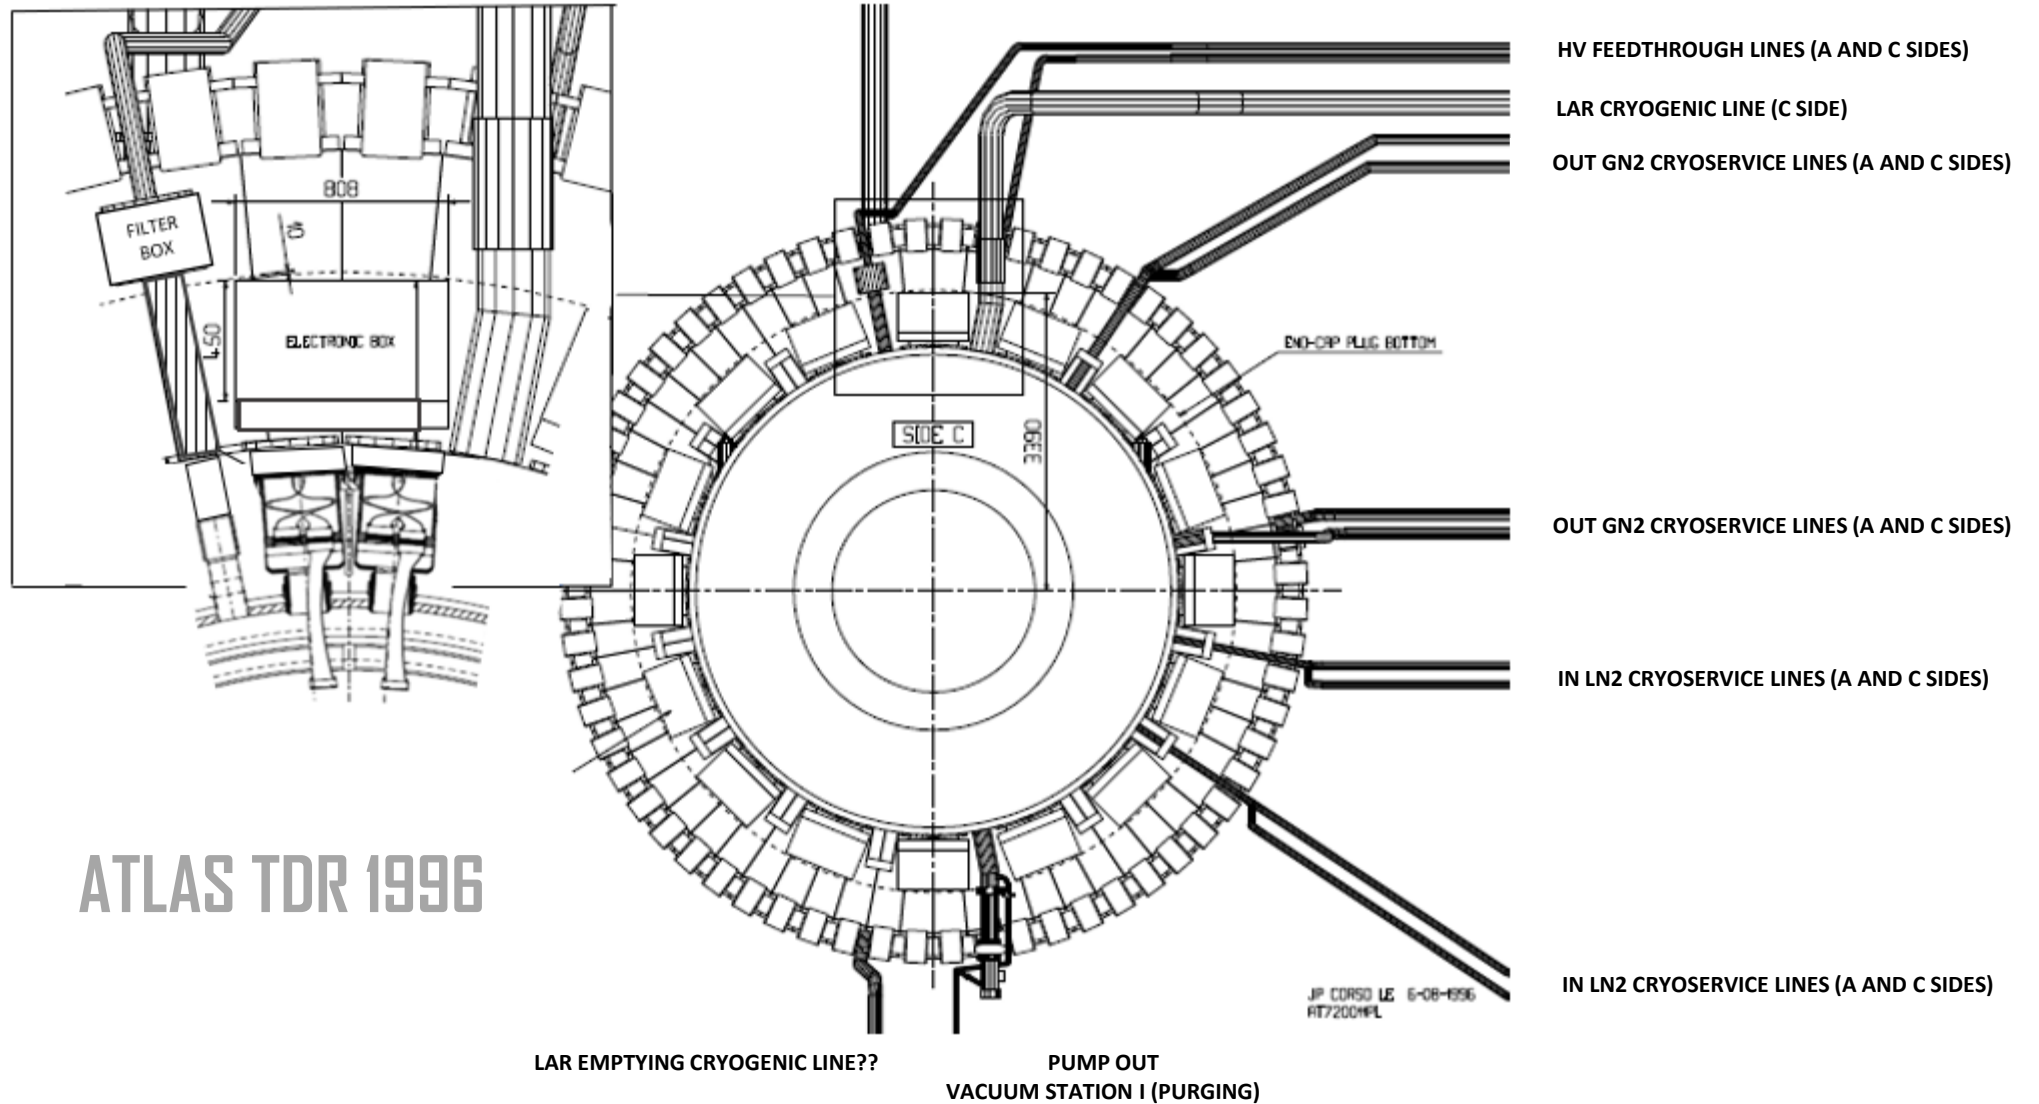 HV FEEDTHROUGH LINES (A AND C SIDES)
LAR CRYOGENIC LINE (C SIDE)
OUT GN2 CRYOSERVICE LINES (A AND C SIDES)
808
FILTER
BOX
40
450
ELECTRONIC BOX
END-CAP PLUG BOTTOM
SIDE C
3390
OUT GN2 CRYOSERVICE LINES (A AND C SIDES)
IN LN2 CRYOSERVICE LINES (A AND C SIDES)
ATLAS TDR 1996
IN LN2 CRYOSERVICE LINES (A AND C SIDES)
JP CORSO LE 6-08-1996
AT7200MPL
LAR EMPTYING CRYOGENIC LINE??
PUMP OUT
VACUUM STATION I (PURGING)